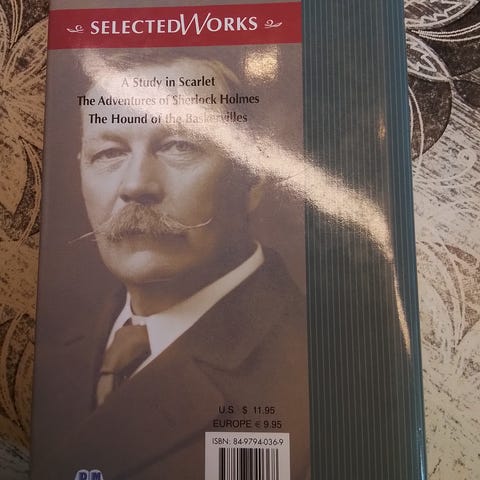 SELECTEDWORKS
A Study in Scarlet
The Adventures of Sherlock Holmes
The Hound of the Baskervilles
U.S. $ 11.95
EUROPE € 9.95
ISBN: 84-9794-036-9